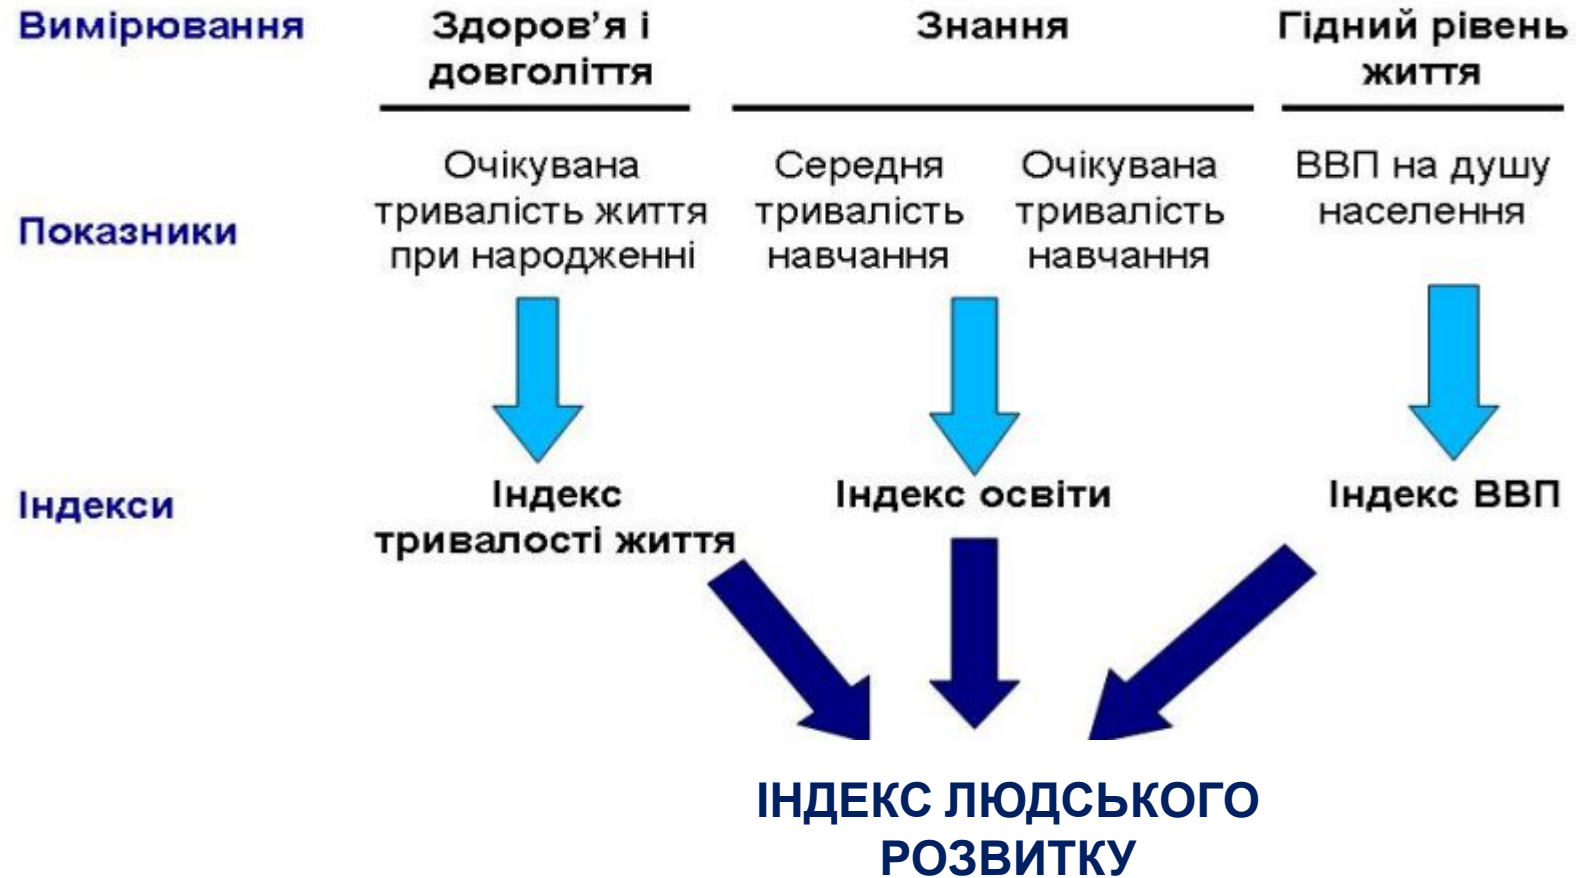 Вимірювання
Здоров’я і
довголіття
Знання
Гідний рівень
життя
Показники
Очікувана
тривалість життя
при народженні
Середня
тривалість
навчання
Очікувана
тривалість
навчання
ВВП на душу
населення
Індекси
Індекс
тривалості життя
Індекс освіти
Індекс ВВП
ІНДЕКС ЛЮДСЬКОГО
РОЗВИТКУ